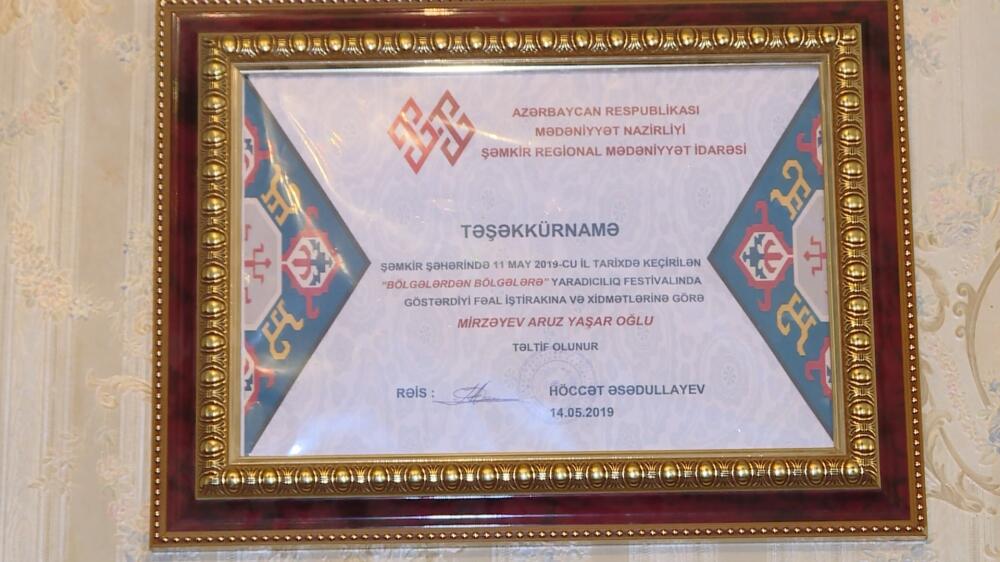 AZƏRBAYCAN RESPUBLİKASI
MƏDƏNİYYƏT NAZİRLİYİ
ŞƏMKİR REGIONAL MƏDƏNİYYƏT İDARƏSİ
TƏŞƏKKÜRNAMƏ
ŞƏMKİR ŞƏHƏRİNDƏ 11 MAY 2019-CU İL TARİXDƏ KEÇİRİLƏN
"BÖLGƏLƏRDƏN BÖLGƏLƏRƏ" YARADICILIQ FESTİVALINDA
GÖSTƏRDİYİ FƏAL İŞTİRAKINA VƏ XİDMƏTLƏRİNƏ GÖRƏ
MİRZƏYEV ARUZ YAŞAR OĞLU
TƏLTİF OLUNUR
RƏİS : HÖCCƏT ƏSƏDULLAYEV
14.05.2019